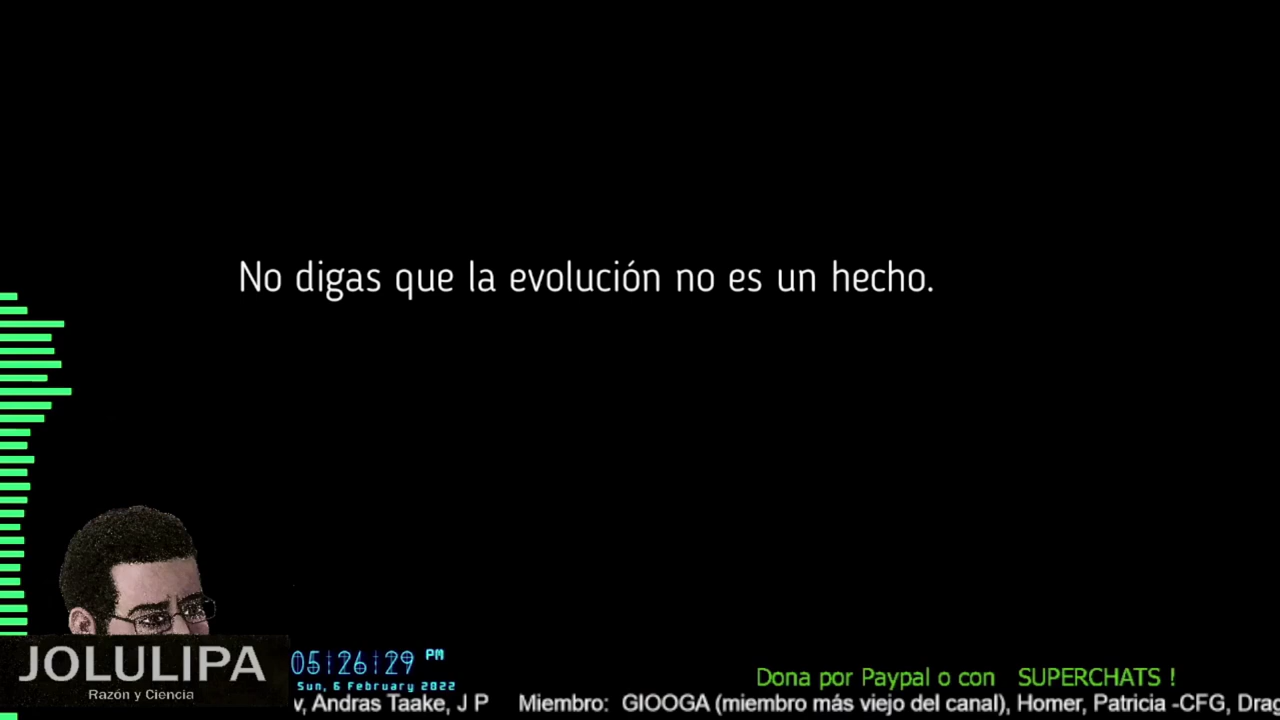 No digas que la evolución no es un hecho.
JOLULIPA
Razón y Ciencia
05:26:29 PM
Sun, 6 February 2022
Dona por Paypal o con SUPERCHATS !
v, Andras Taake, J P Miembro: GIOOGA (miembro más viejo del canal), Homer, Patricia -CFG, Drag